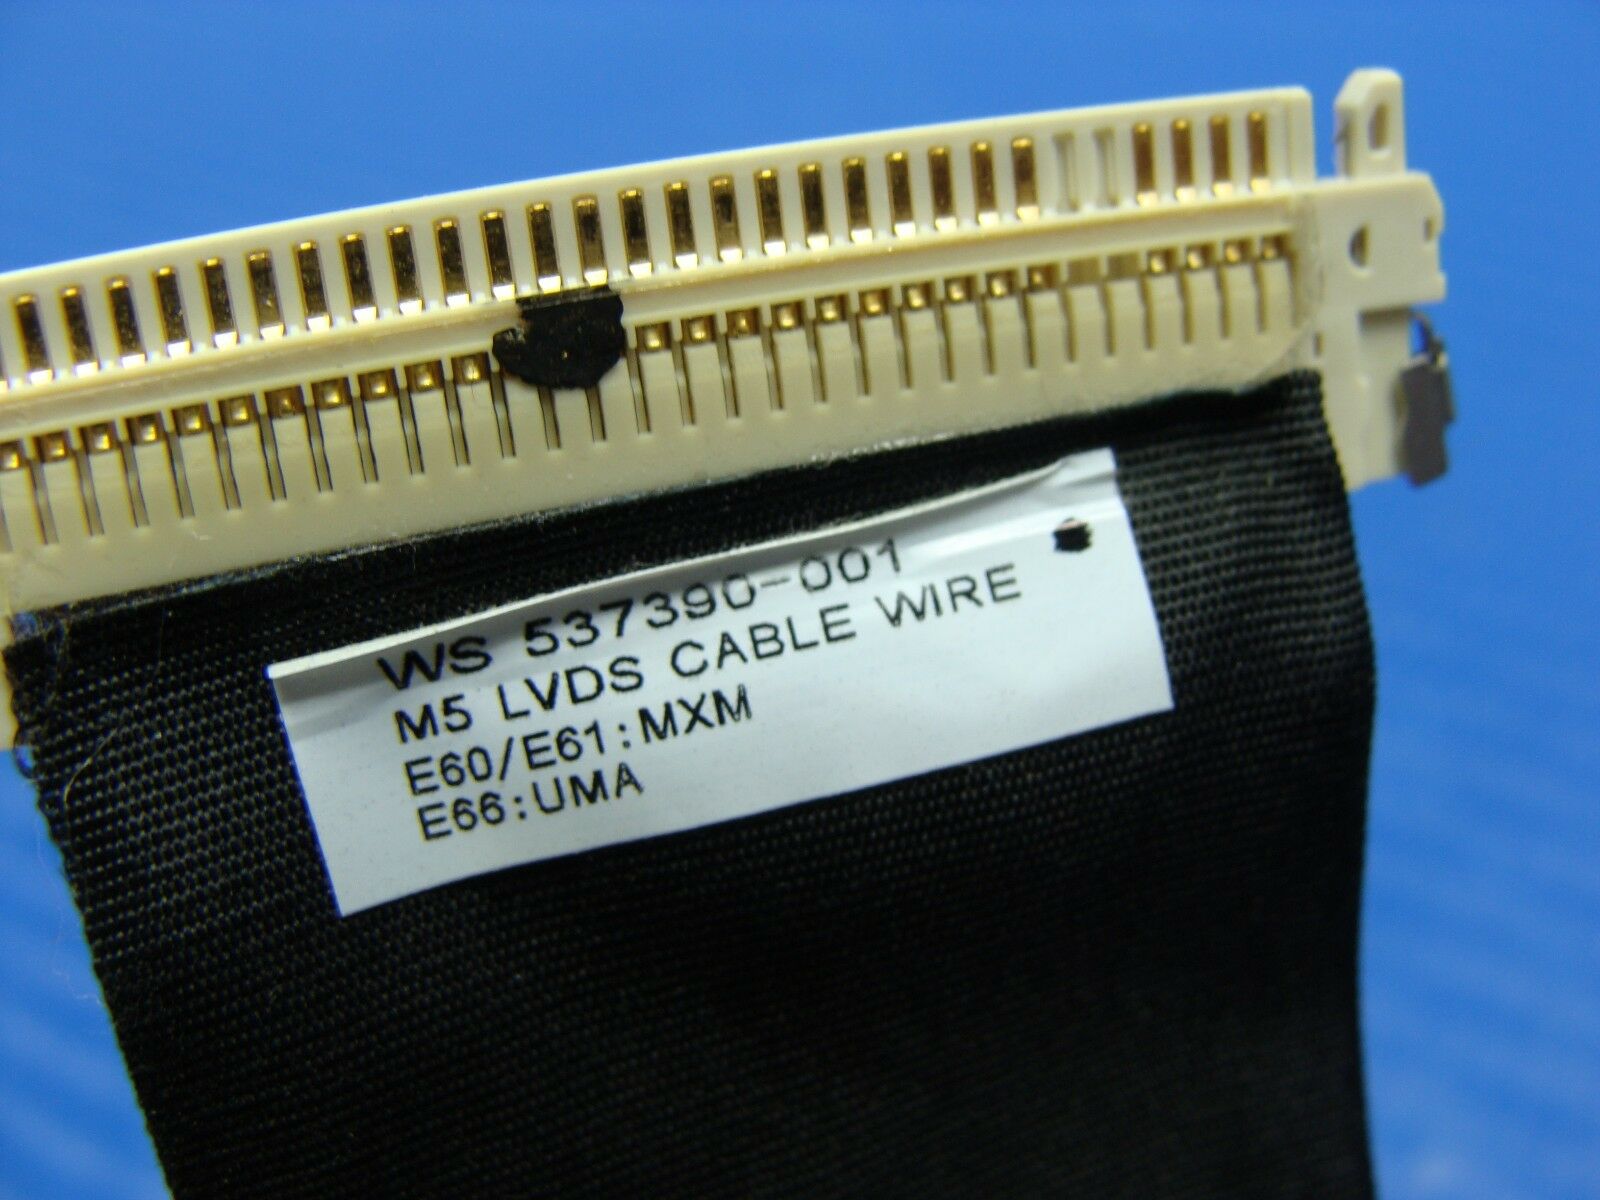 WS 537390-001
M5 LVDS CABLE WIRE
E60/E61:MXM
E66:UMA